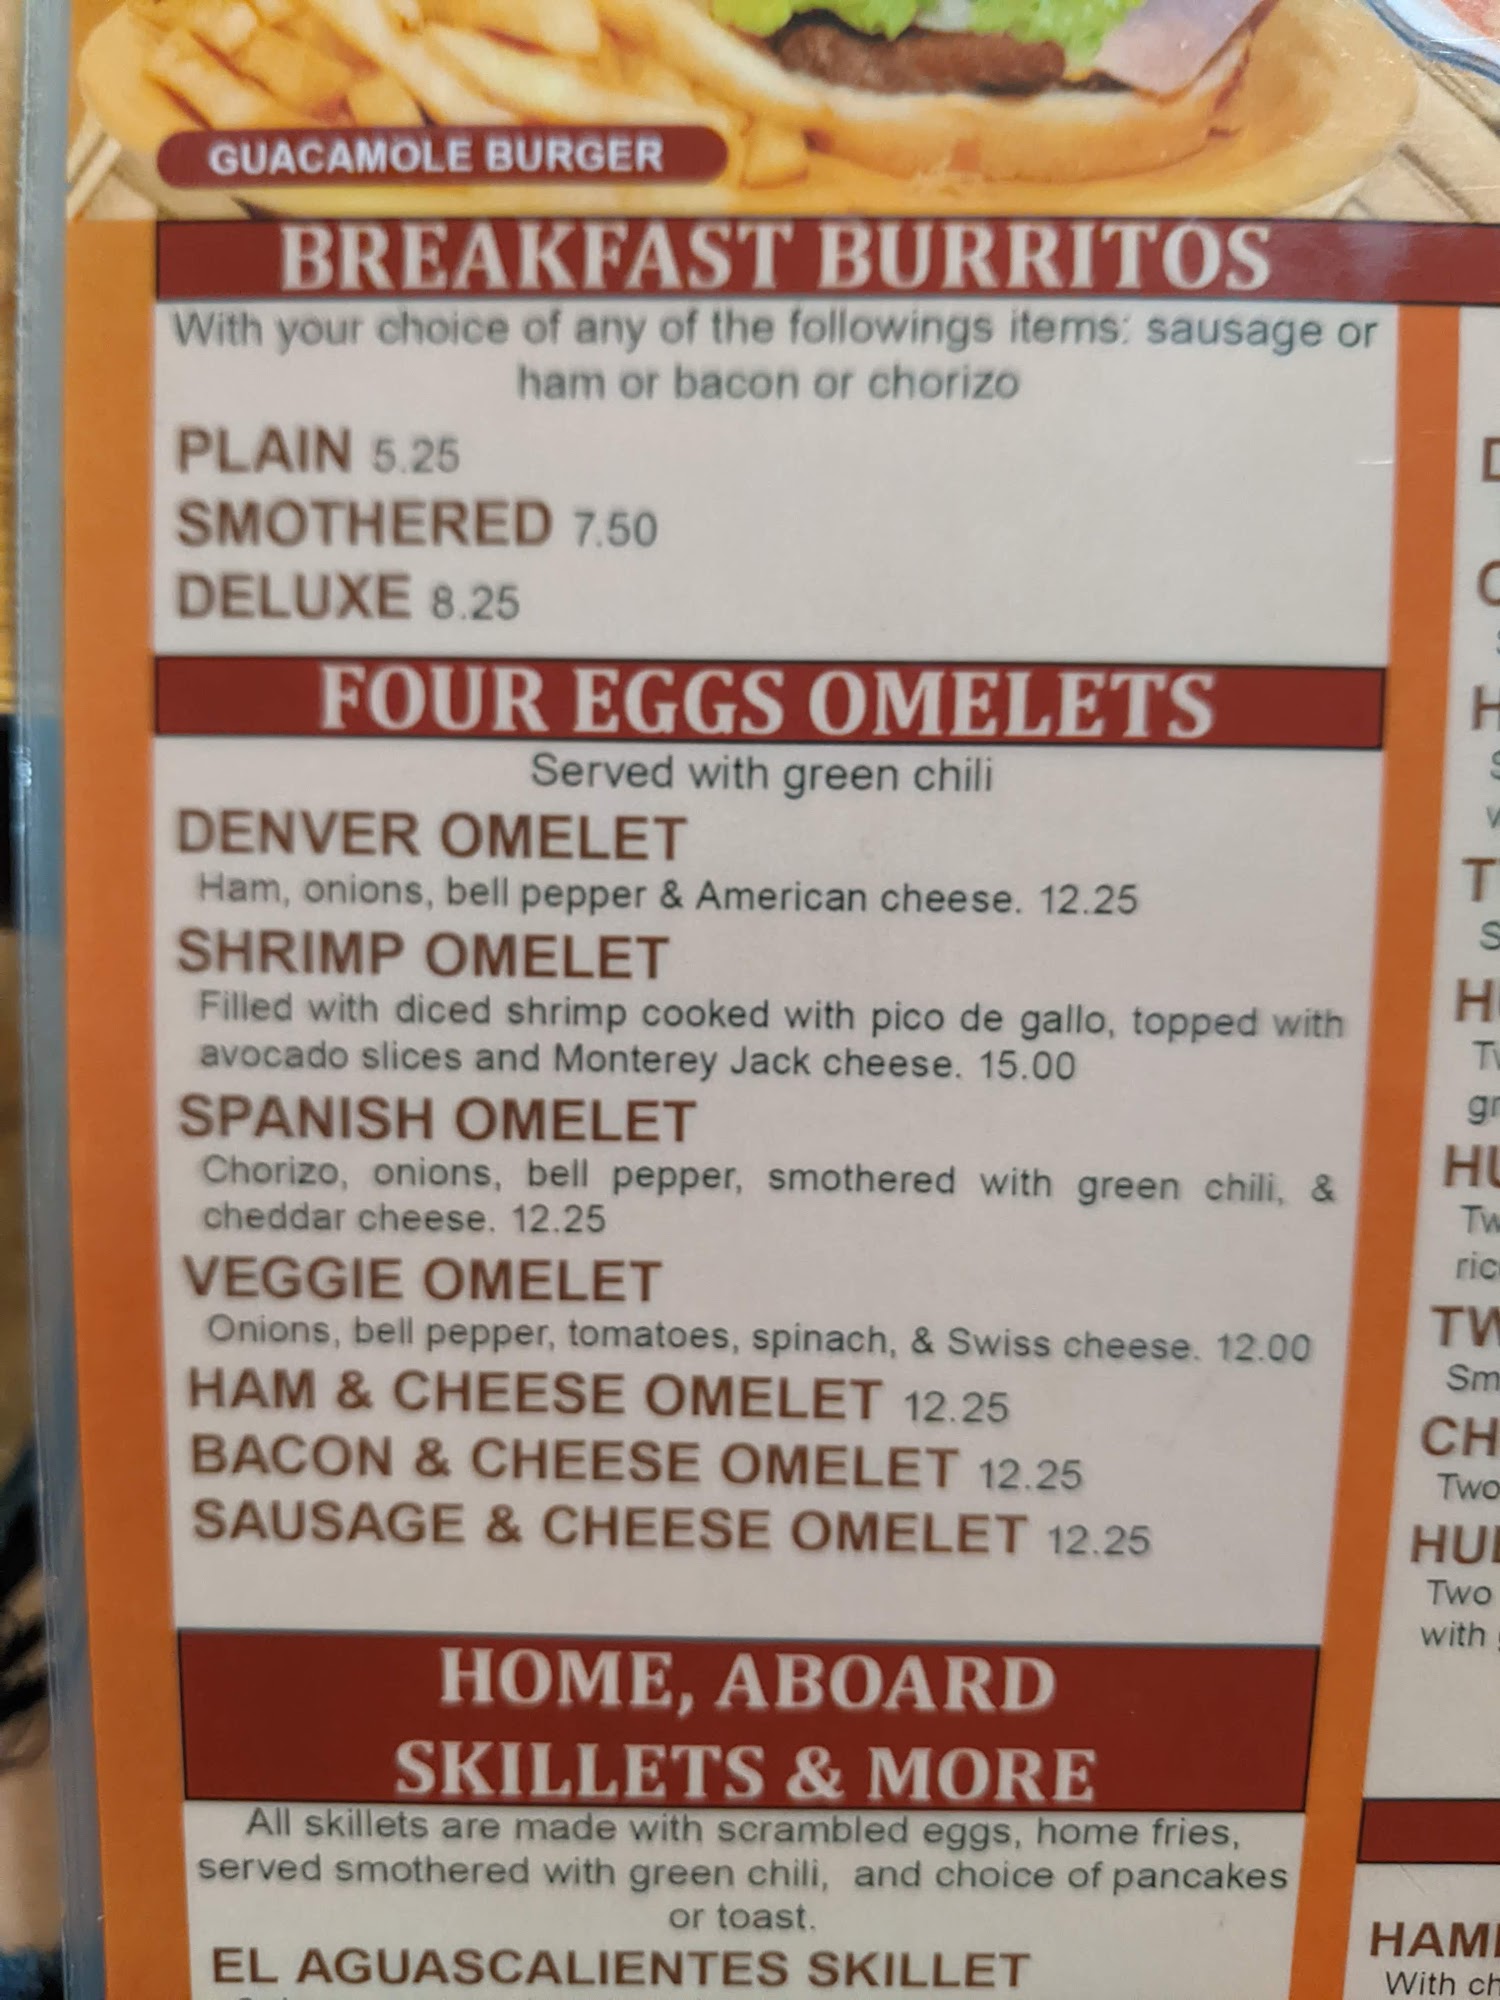 GUACAMOLE BURGER
BREAKFAST BURRITOS
With your choice of any of the followings items: sausage or
ham or bacon or chorizo
PLAIN 5.25
SMOTHERED 7.50
DELUXE 8.25
FOUR EGGS OMELETS
Served with green chili
DENVER OMELET
Ham, onions, bell pepper & American cheese. 12.25
SHRIMP OMELET
Filled with diced shrimp cooked with pico de gallo, topped with
avocado slices and Monterey Jack cheese. 15.00
SPANISH OMELET
Chorizo, onions, bell pepper, smothered with green chili, &
cheddar cheese. 12.25
VEGGIE OMELET
Onions, bell pepper, tomatoes, spinach, & Swiss cheese. 12.00
HAM & CHEESE OMELET 12.25
BACON & CHEESE OMELET 12.25
SAUSAGE & CHEESE OMELET 12.25
HOME, ABOARD
SKILLETS & MORE
All skillets are made with scrambled eggs, home fries,
served smothered with green chili, and choice of pancakes
or toast.
EL AGUASCALIENTES SKILLET
Two
Two
with
With